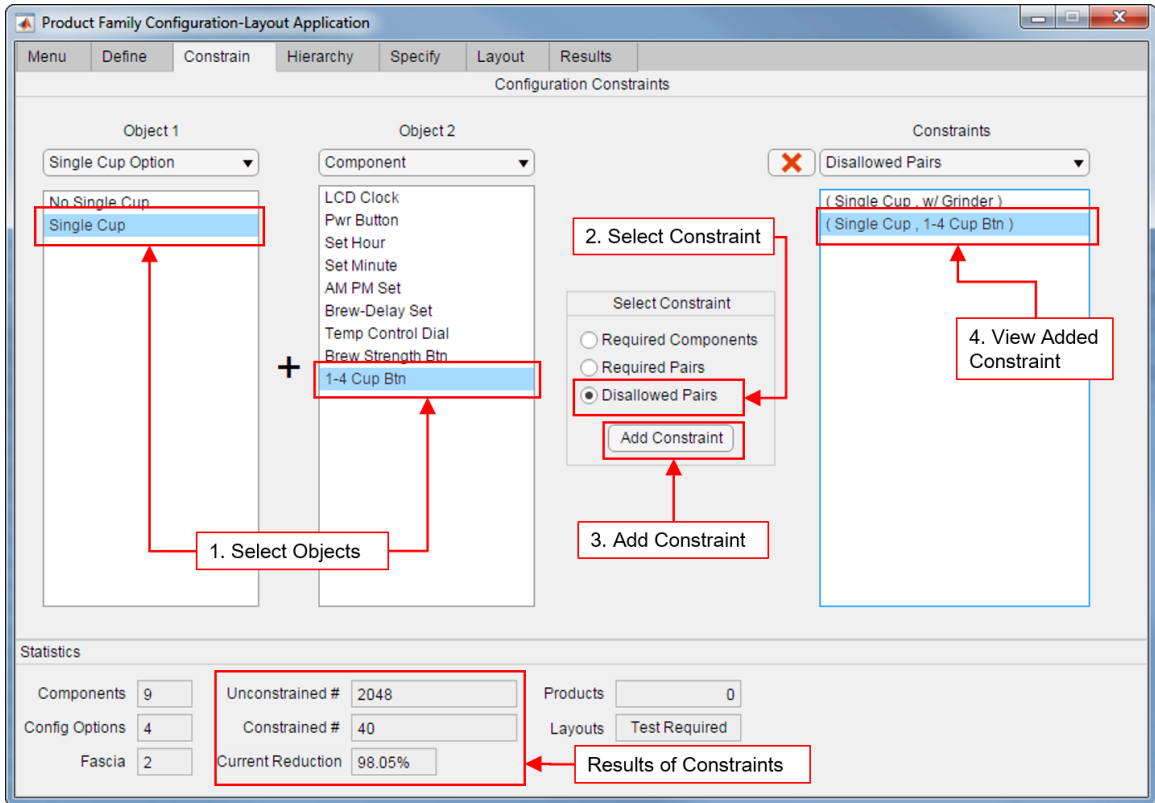 Product Family Configuration-Layout Application
Menu Define Constrain Hierarchy Specify Layout Results
Configuration Constraints
Object 1
Single Cup Option
No Single Cup
Single Cup
Object 2
Component
LCD Clock
Pwr Button
Set Hour
Set Minute
AM PM Set
Brew-Delay Set
Temp Control Dial
Brew Strength Btn
1-4 Cup Btn
+
1. Select Objects
2. Select Constraint
Select Constraint
Required Components
Required Pairs
Disallowed Pairs
Add Constraint
3. Add Constraint
Constraints
Disallowed Pairs
( Single Cup , w/ Grinder )
( Single Cup , 1-4 Cup Btn )
4. View Added
Constraint
Statistics
Components 9
Config Options 4
Fascia 2
Unconstrained # 2048
Constrained # 40
Current Reduction 98.05%
Products 0
Layouts Test Required
Results of Constraints